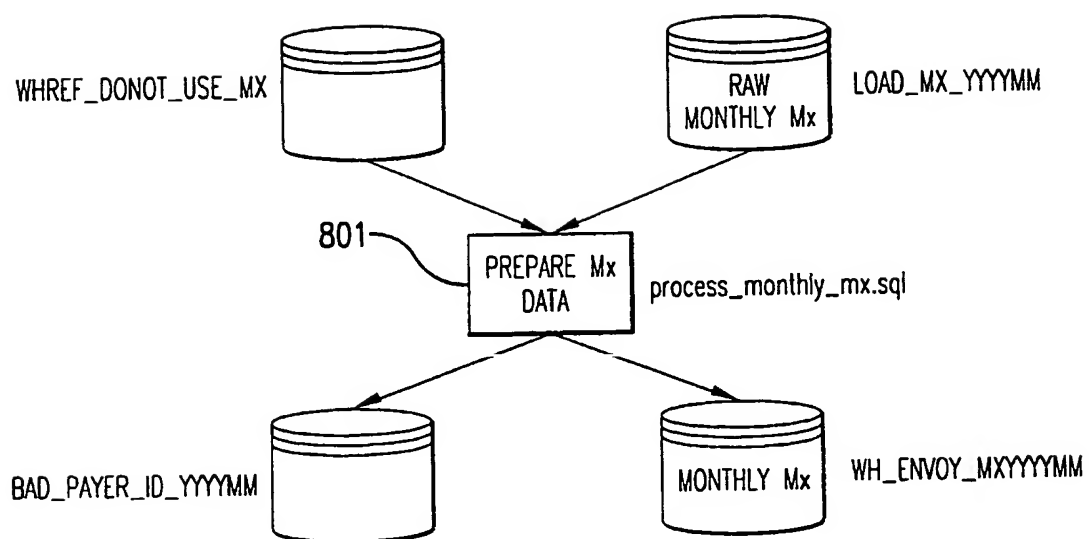 WHREF_DONOT_USE_MX
RAW
MONTHLY Mx
LOAD_MX_YYYYMM
801
PREPARE Mx
DATA
process_monthly_mx.sql
BAD_PAYER_ID_YYYYMM
MONTHLY Mx
WH_ENVOY_MXYYYYMM